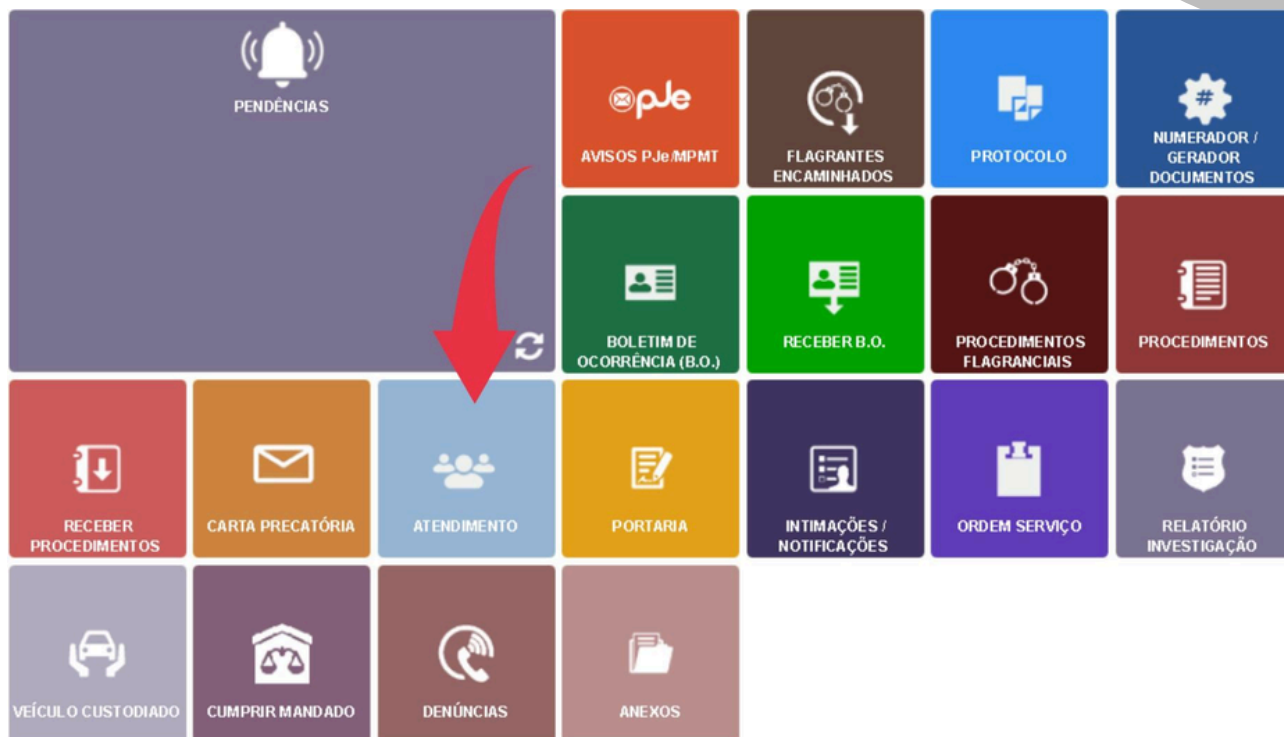 PENDÊNCIAS
pJe
AVISOS PJe/MPMT
FLAGRANTES
ENCAMINHADOS
PROTOCOLO
#
NUMERADOR /
GERADOR
DOCUMENTOS
BOLETIM DE
OCORRÊNCIA (B.O.)
RECEBER B.O.
PROCEDIMENTOS
FLAGRANCIAIS
PROCEDIMENTOS
RECEBER
PROCEDIMENTOS
CARTA PRECATÓRIA
ATENDIMENTO
PORTARIA
INTIMAÇÕES /
NOTIFICAÇÕES
ORDEM SERVIÇO
RELATÓRIO
INVESTIGAÇÃO
VEÍCULO CUSTODIADO
CUMPRIR MANDADO
DENÚNCIAS
ANEXOS